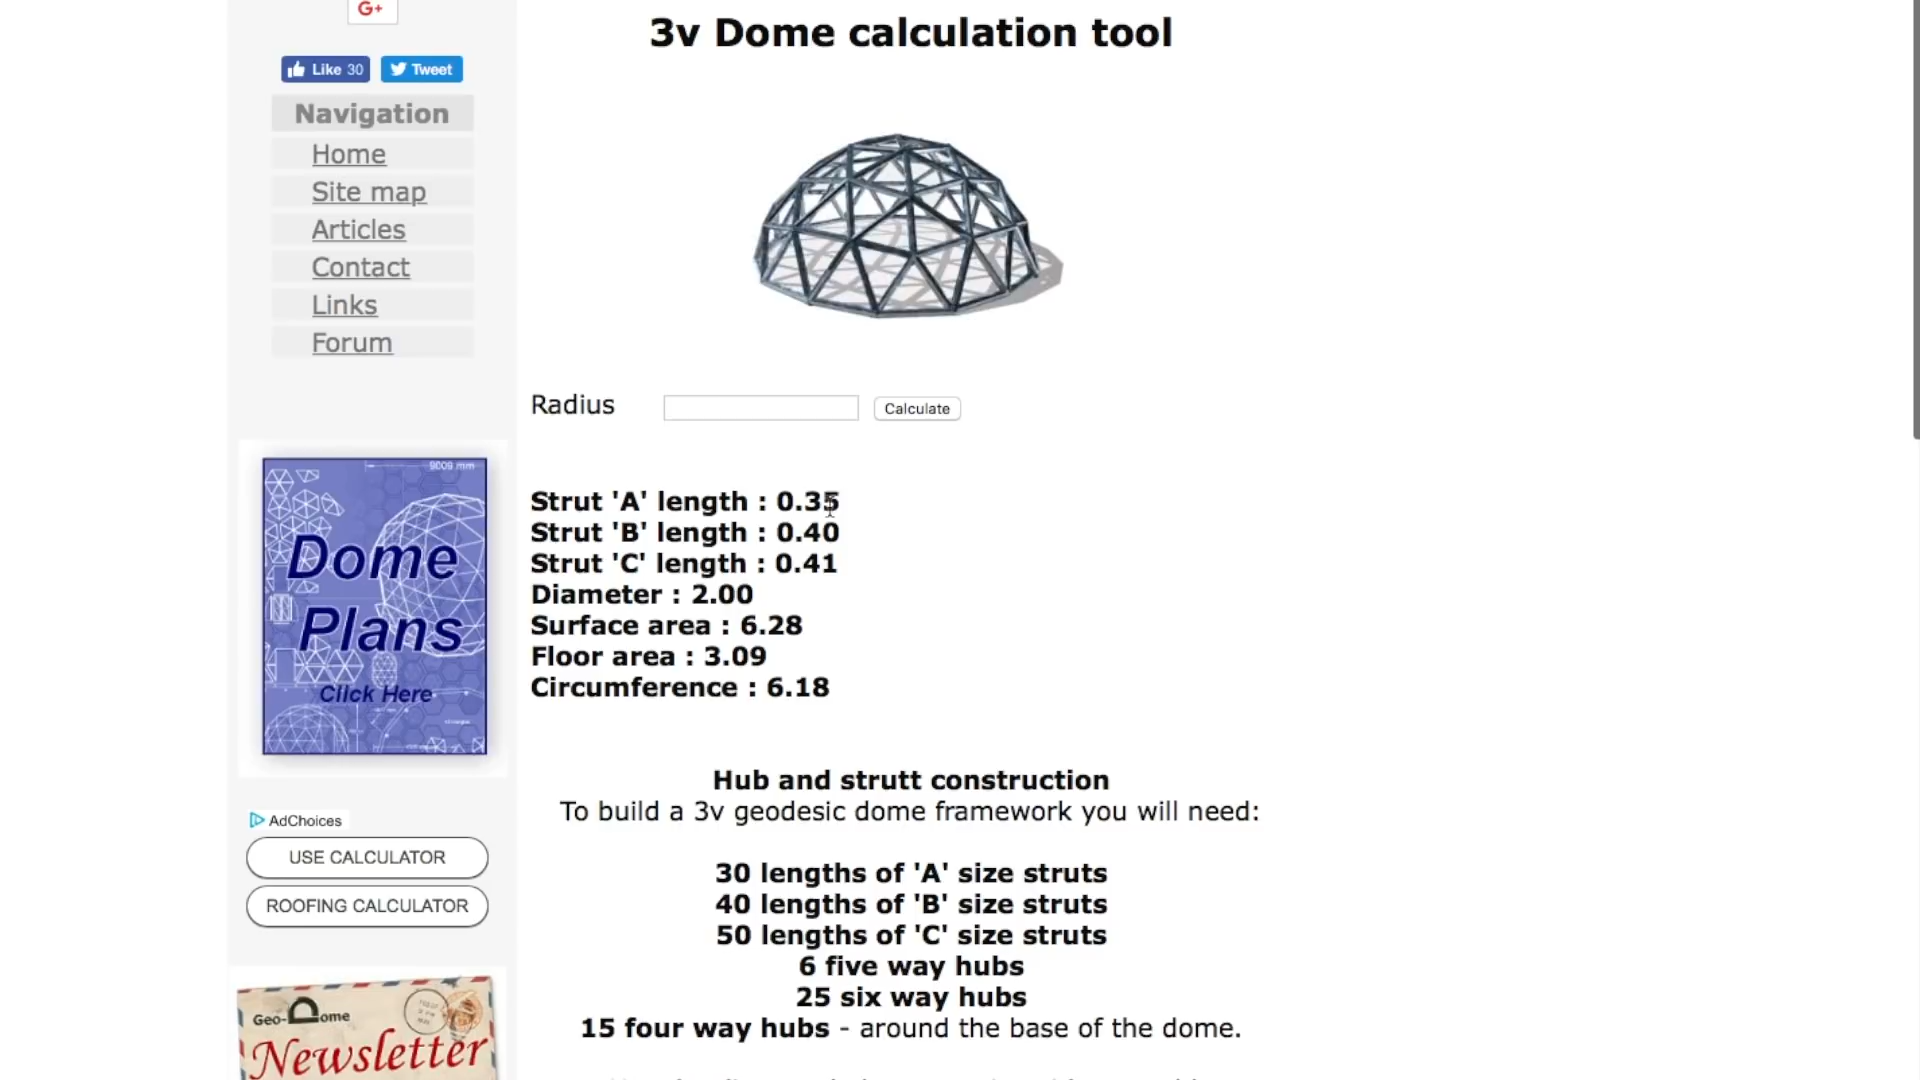 G+
Like 30
Tweet
Navigation
Home
Site map
Articles
Contact
Links
Forum
9009 mm
Dome
Plans
Click Here
AdChoices
USE CALCULATOR
ROOFING CALCULATOR
Geo-Dome
Newsletter
3v Dome calculation tool
Radius
Calculate
Strut 'A' length : 0.35
Strut 'B' length : 0.40
Strut 'C' length : 0.41
Diameter : 2.00
Surface area : 6.28
Floor area : 3.09
Circumference : 6.18
Hub and strutt construction
To build a 3v geodesic dome framework you will need:
30 lengths of 'A' size struts
40 lengths of 'B' size struts
50 lengths of 'C' size struts
6 five way hubs
25 six way hubs
15 four way hubs - around the base of the dome.